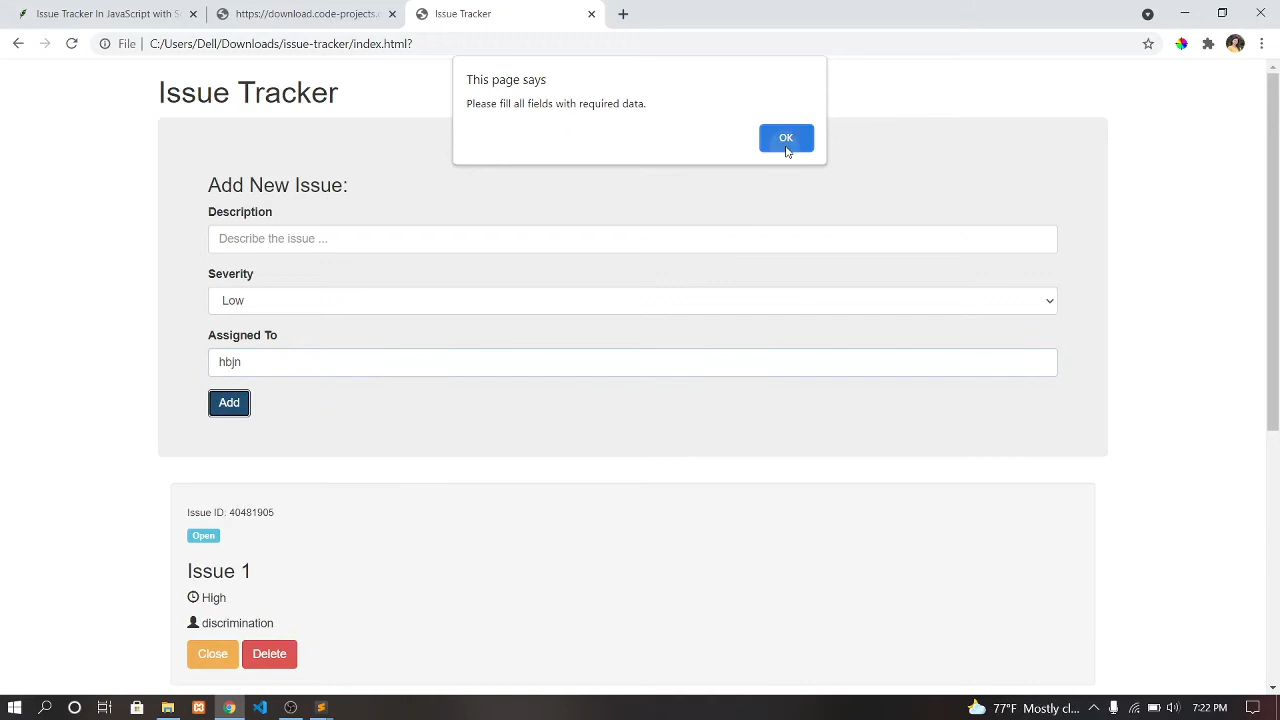 Issue Tracker In JavaScript with S
https://download.code-projects.
Issue Tracker
File
C:/Users/Dell/Downloads/issue-tracker/index.html?
This page says
Please fill all fields with required data.
OK
Issue Tracker
Add New Issue:
Description
Describe the issue ...
Severity
Low
Assigned To
hbjn
Add
Issue ID: 40481905
Open
Issue 1
High
discrimination
Close
Delete
77°F Mostly cl...
7:22 PM